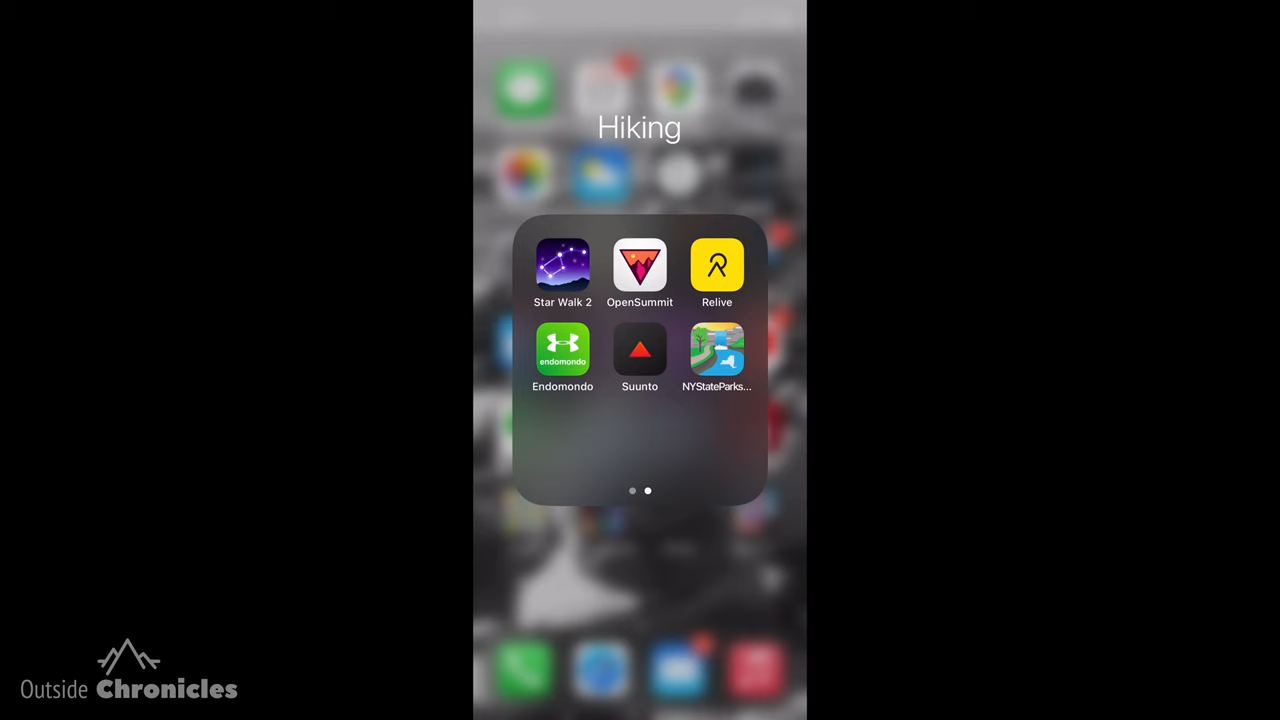 Hiking
Star Walk 2
OpenSummit
Relive
endomondo
Endomondo
Suunto
NYStateParks...
Outside Chronicles